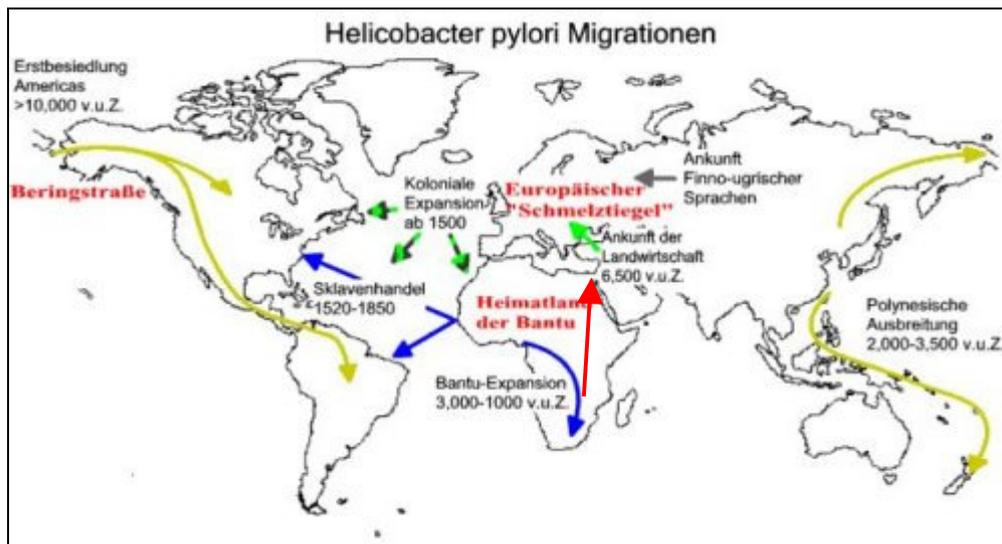 Helicobacter pylori Migrationen
Erstbesiedlung
Americas
>10,000 v.u.Z.
Beringstraße
Koloniale
Expansion
ab 1500
Europäischer
"Schmelztiegel"
Ankunft
Finno-ugrischer
Sprachen
Ankunft der
Landwirtschaft
6,500 v.u.Z.
Sklavenhandel
1520-1850
Heimatland
der Bantu
Polynesische
Ausbreitung
2,000-3,500 v.u.Z.
Bantu-Expansion
3,000-1000 v.u.Z.